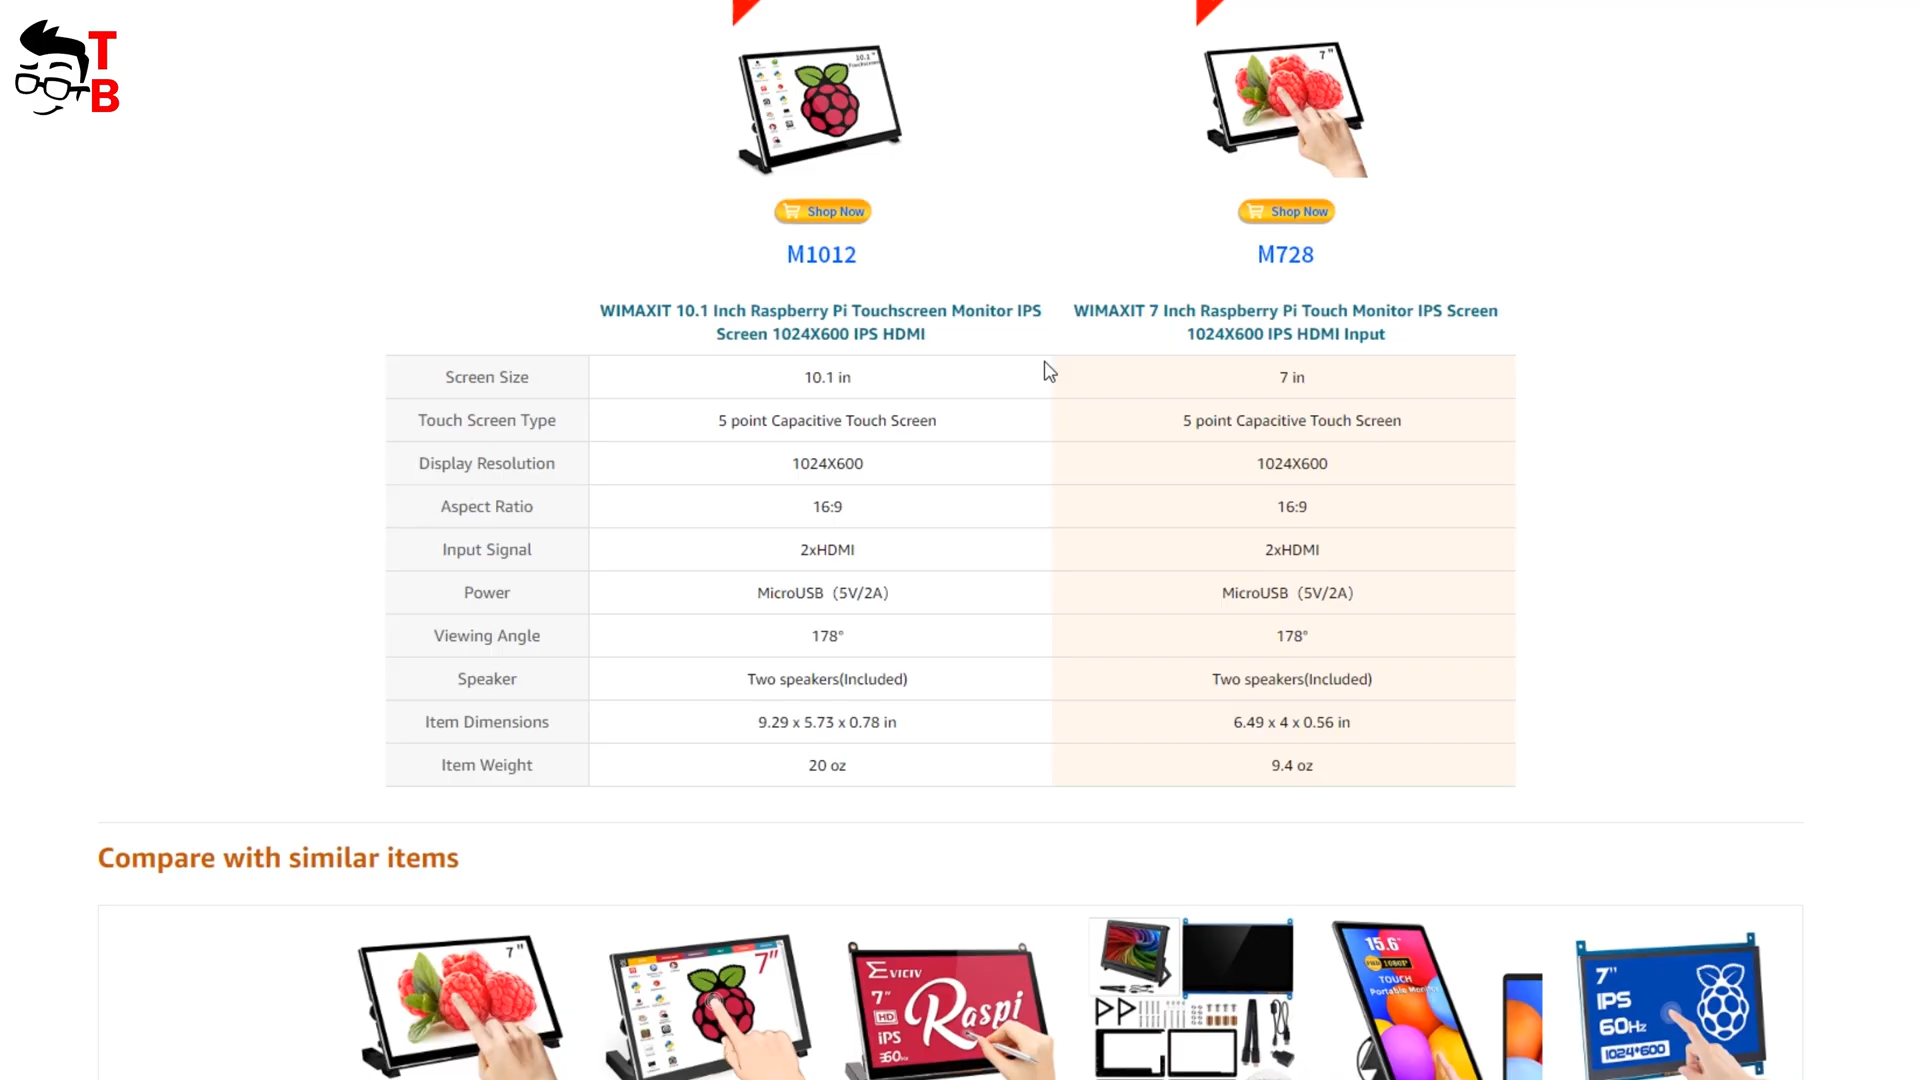 T
B
10.1"
Touchscreen
7"
Shop Now
Shop Now
M1012
M728
WIMAXIT 10.1 Inch Raspberry Pi Touchscreen Monitor IPS
Screen 1024X600 IPS HDMI
WIMAXIT 7 Inch Raspberry Pi Touch Monitor IPS Screen
1024X600 IPS HDMI Input
Screen Size 10.1 in 7 in
Touch Screen Type 5 point Capacitive Touch Screen 5 point Capacitive Touch Screen
Display Resolution 1024X600 1024X600
Aspect Ratio 16:9 16:9
Input Signal 2xHDMI 2xHDMI
Power MicroUSB（5V/2A） MicroUSB（5V/2A）
Viewing Angle 178° 178°
Speaker Two speakers(Included) Two speakers(Included)
Item Dimensions 9.29 x 5.73 x 0.78 in 6.49 x 4 x 0.56 in
Item Weight 20 oz 9.4 oz
Compare with similar items
7"
7"
EVICIV
7"
HD
iPS
60Hz
Raspi
15.6"
FHD 1080P
TOUCH
Portable Monitor
7"
IPS
60Hz
1024*600